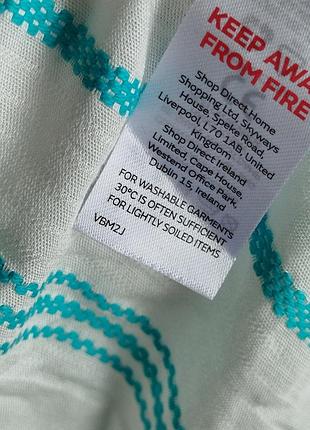 KEEP AWAY
FROM FIRE
Shop Direct Home
Shopping Ltd, Skyways
House, Speke Road,
Liverpool L70 1AB, United
Kingdom
Shop Direct Ireland
Limited, Cape House,
Westend Office Park,
Dublin 15, Ireland
FOR WASHABLE GARMENTS
30°C IS OFTEN SUFFICIENT
FOR LIGHTLY SOILED ITEMS
VBM2J